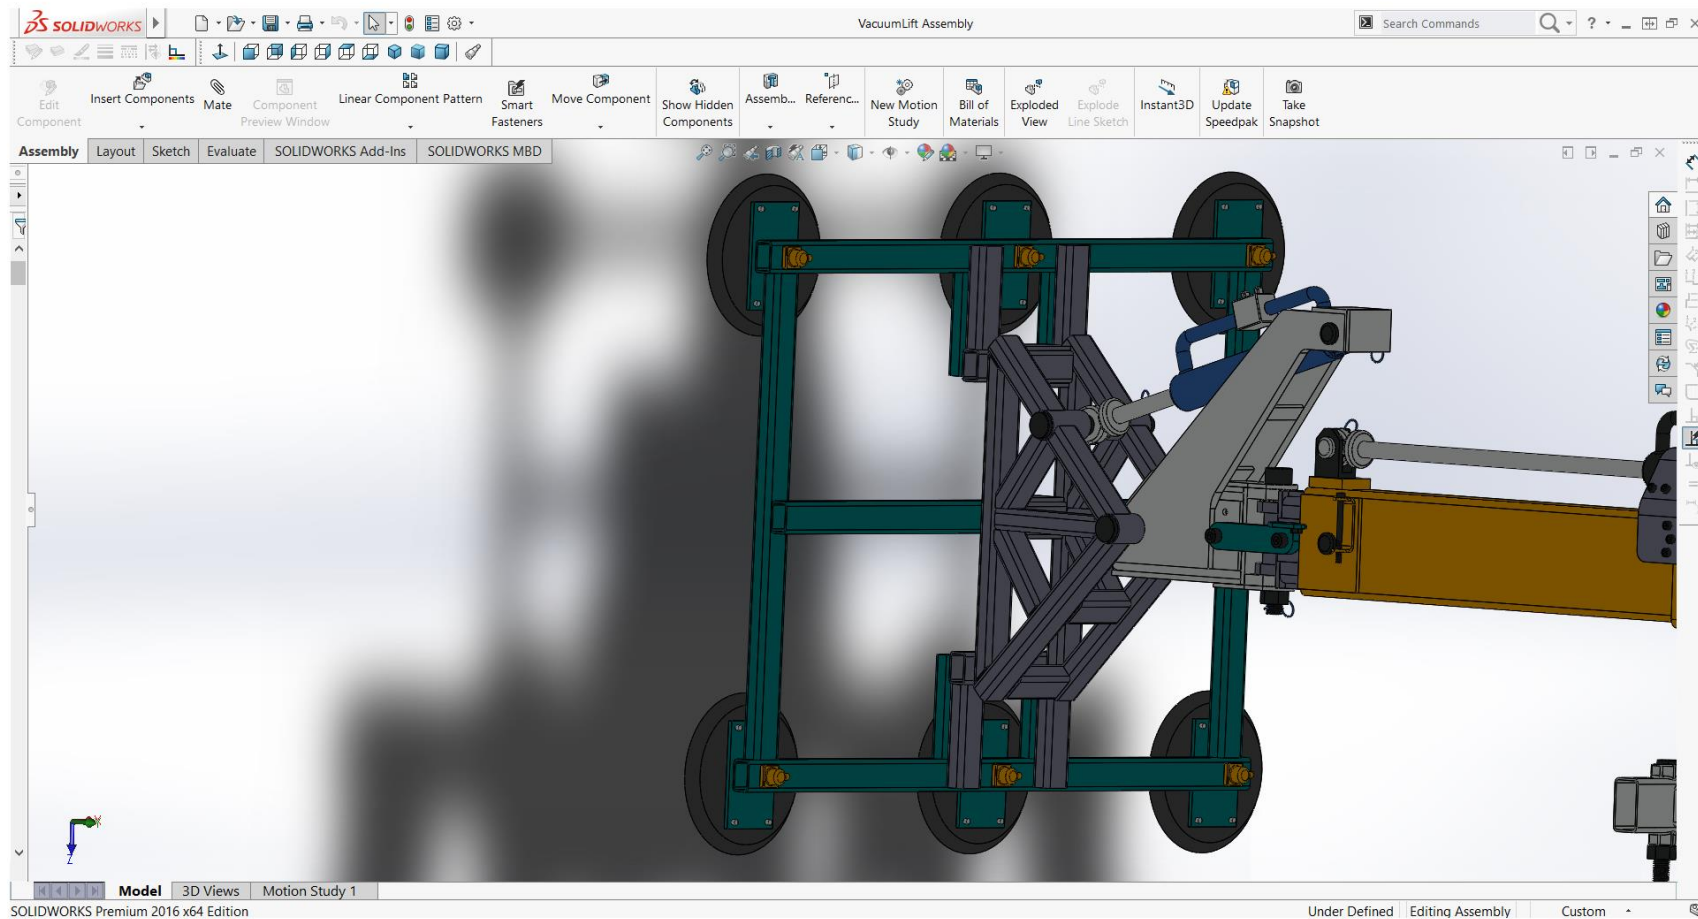 SOLIDWORKS
VacuumLift Assembly
Search Commands
?
Edit Component
Insert Components
Mate
Component Preview Window
Linear Component Pattern
Smart Fasteners
Move Component
Show Hidden Components
Assemb...
Referenc...
New Motion Study
Bill of Materials
Exploded View
Explode Line Sketch
Instant3D
Update Speedpak
Take Snapshot
Assembly
Layout
Sketch
Evaluate
SOLIDWORKS Add-Ins
SOLIDWORKS MBD
Z
Model
3D Views
Motion Study 1
SOLIDWORKS Premium 2016 x64 Edition
Under Defined
Editing Assembly
Custom